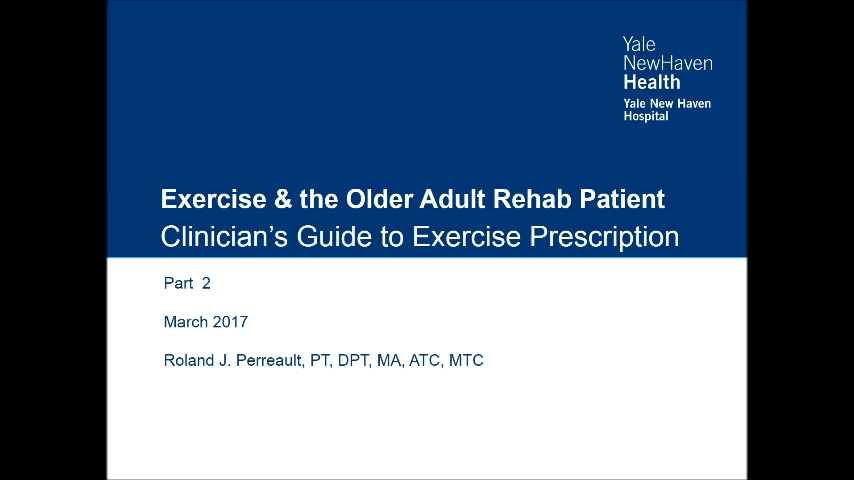 Yale
NewHaven
Health
Yale New Haven
Hospital
Exercise & the Older Adult Rehab Patient
Clinician's Guide to Exercise Prescription
Part 2
March 2017
Roland J. Perreault, PT, DPT, MA, ATC, MTC